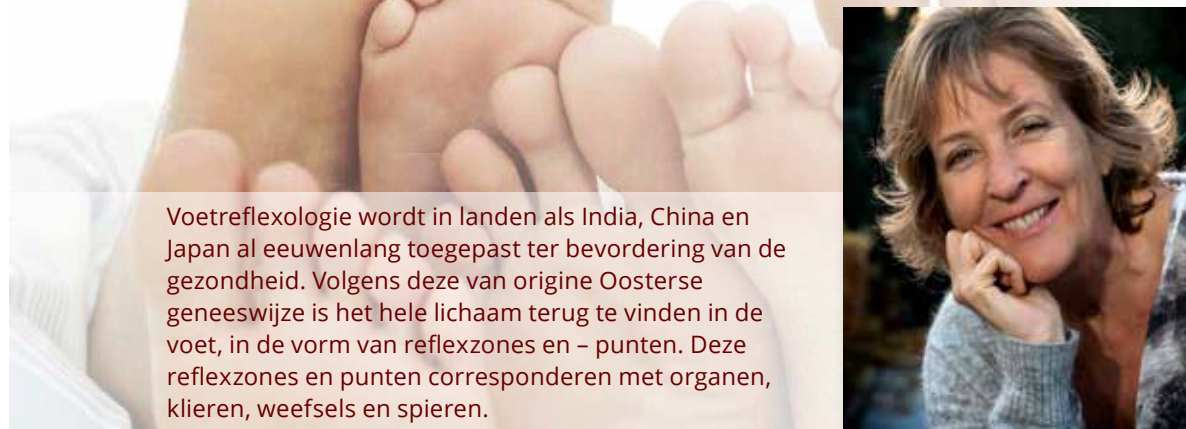 Voetreflexologie wordt in landen als India, China en
Japan al eeuwenlang toegepast ter bevordering van de
gezondheid. Volgens deze van origine Oosterse
geneeswijze is het hele lichaam terug te vinden in de
voet, in de vorm van reflexzones en – punten. Deze
reflexzones en punten corresponderen met organen,
klieren, weefsels en spieren.